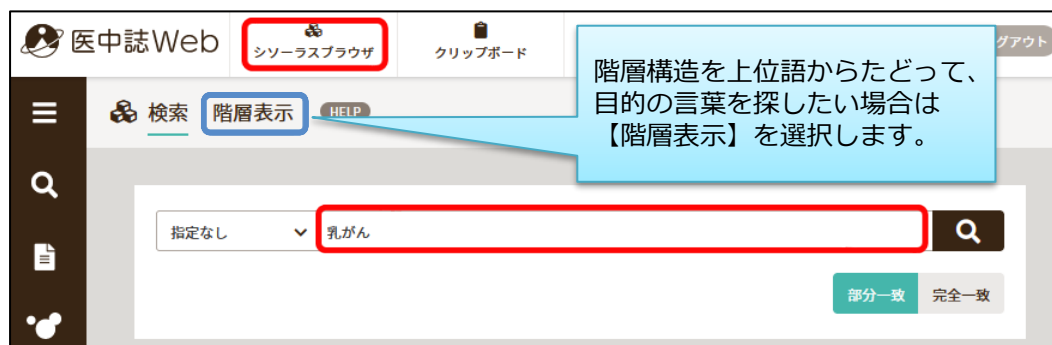 医中誌Web
シソーラスブラウザ
クリップボード
グアウト
階層構造を上位語からたどって、
目的の言葉を探したい場合は
【階層表示】を選択します。
検索 階層表示 HELP
指定なし 乳がん
部分一致 完全一致